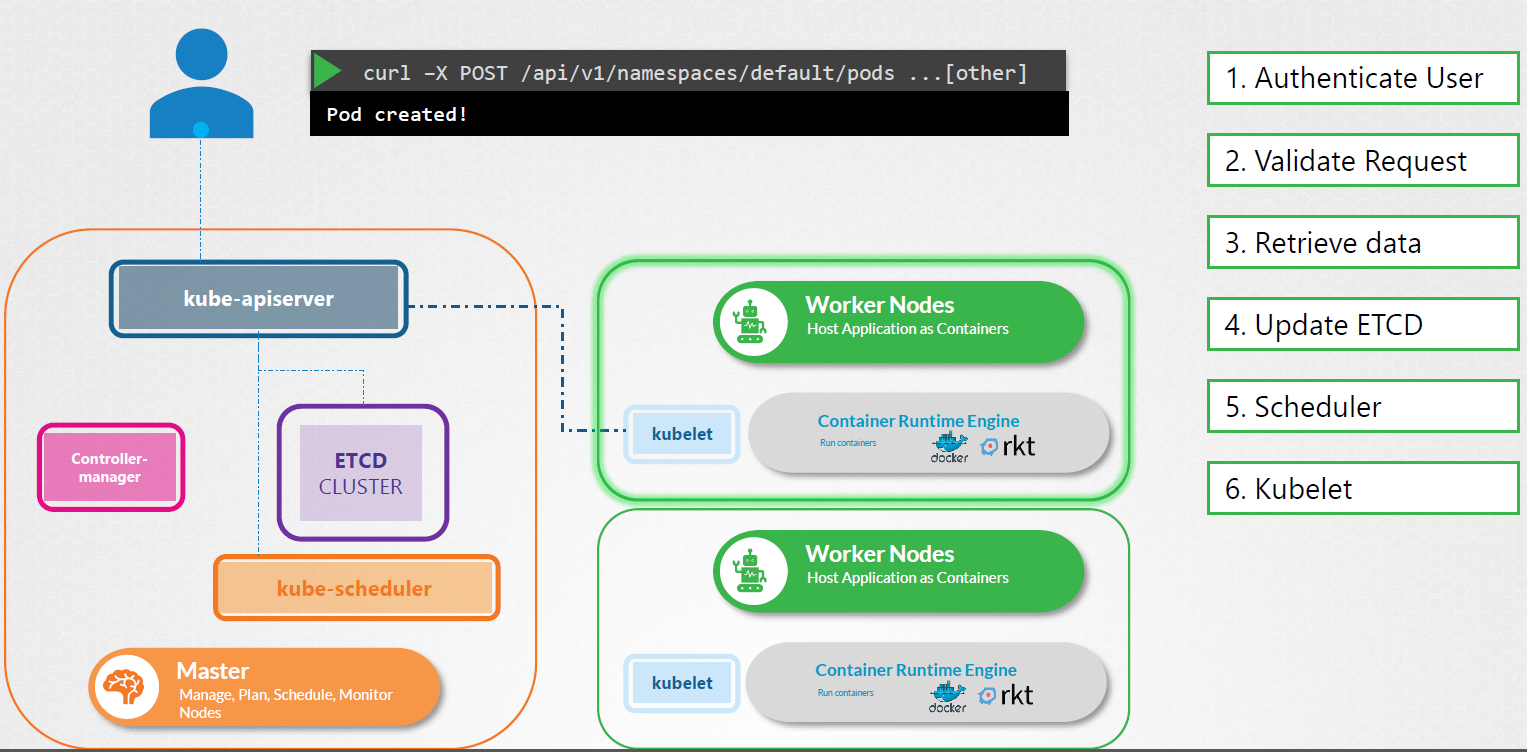 curl –X POST /api/v1/namespaces/default/pods ...[other]
Pod created!
1. Authenticate User
2. Validate Request
3. Retrieve data
4. Update ETCD
5. Scheduler
6. Kubelet
kube-apiserver
Controller-
manager
ETCD
CLUSTER
kube-scheduler
Master
Manage, Plan, Schedule, Monitor
Nodes
Worker Nodes
Host Application as Containers
kubelet
Container Runtime Engine
Run containers
docker
rkt
Worker Nodes
Host Application as Containers
kubelet
Container Runtime Engine
Run containers
docker
rkt